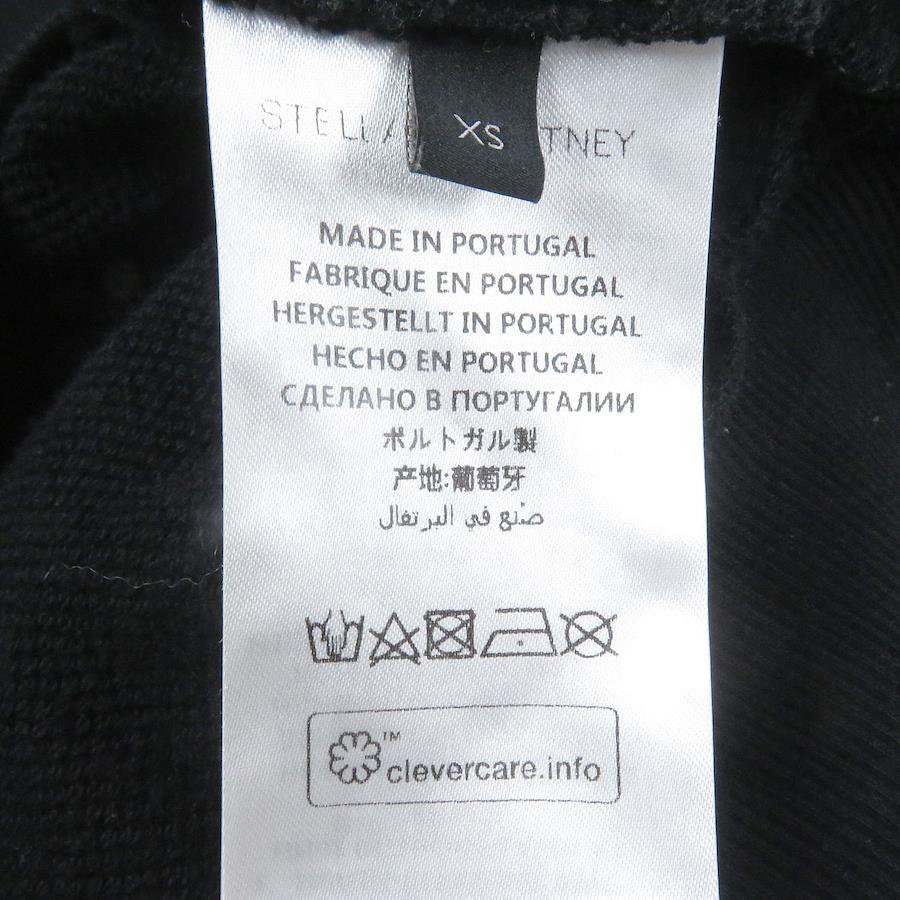 XS
MADE IN PORTUGAL
FABRIQUE EN PORTUGAL
HERGESTELLT IN PORTUGAL
HECHO EN PORTUGAL
СДЕЛАНО В ПОРТУГАЛИИ
ポルトガル製
产地:葡萄牙
صنع في البرتغال
™
clevercare.info